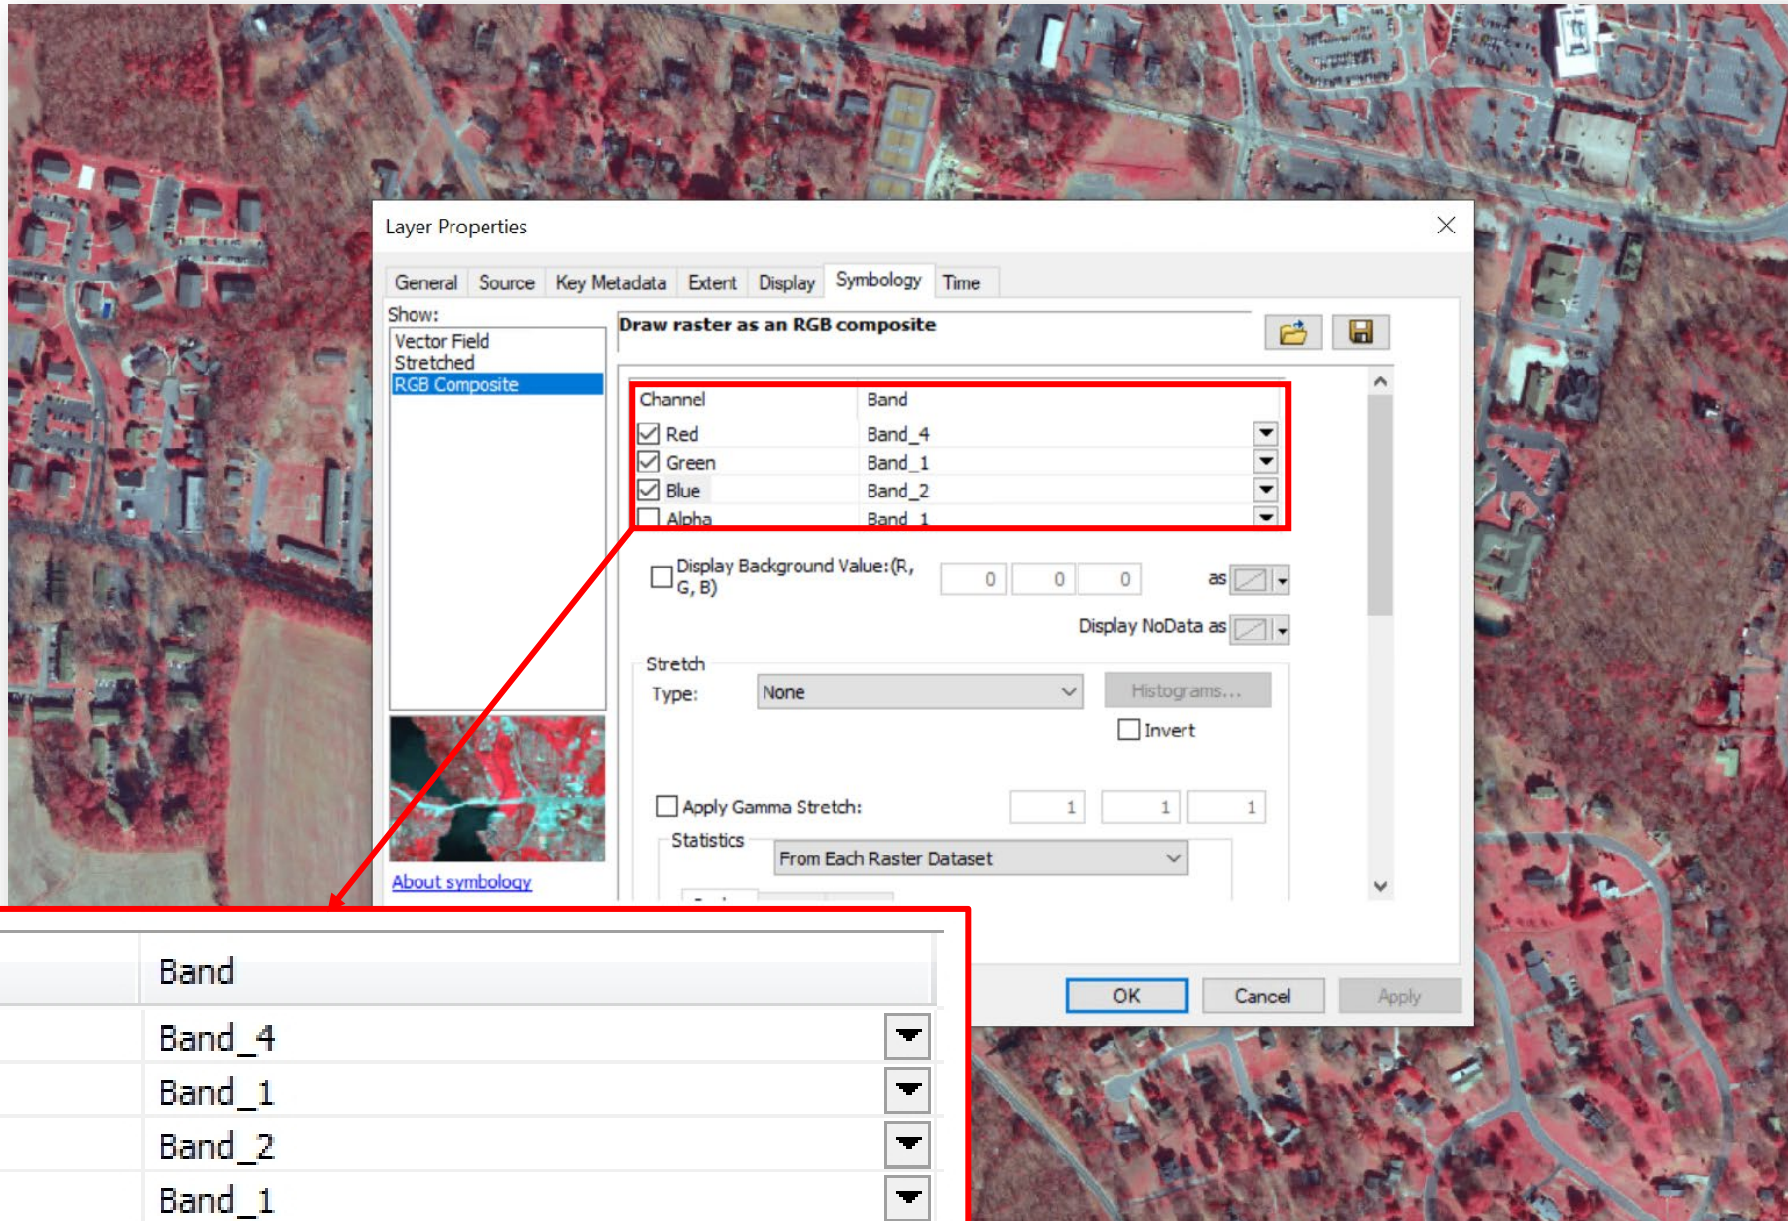 Layer Properties
General Source Key Metadata Extent Display Symbology Time
Show:
Vector Field
Stretched
RGB Composite
Draw raster as an RGB composite
Channel Band
Red Band_4
Green Band_1
Blue Band_2
Alpha Band_1
Display Background Value:(R, G, B) 0 0 0 as
Display NoData as
Stretch
Type: None Histograms...
Invert
Apply Gamma Stretch: 1 1 1
Statistics
From Each Raster Dataset
About symbology
OK Cancel Apply
Band
Band_4
Band_1
Band_2
Band_1